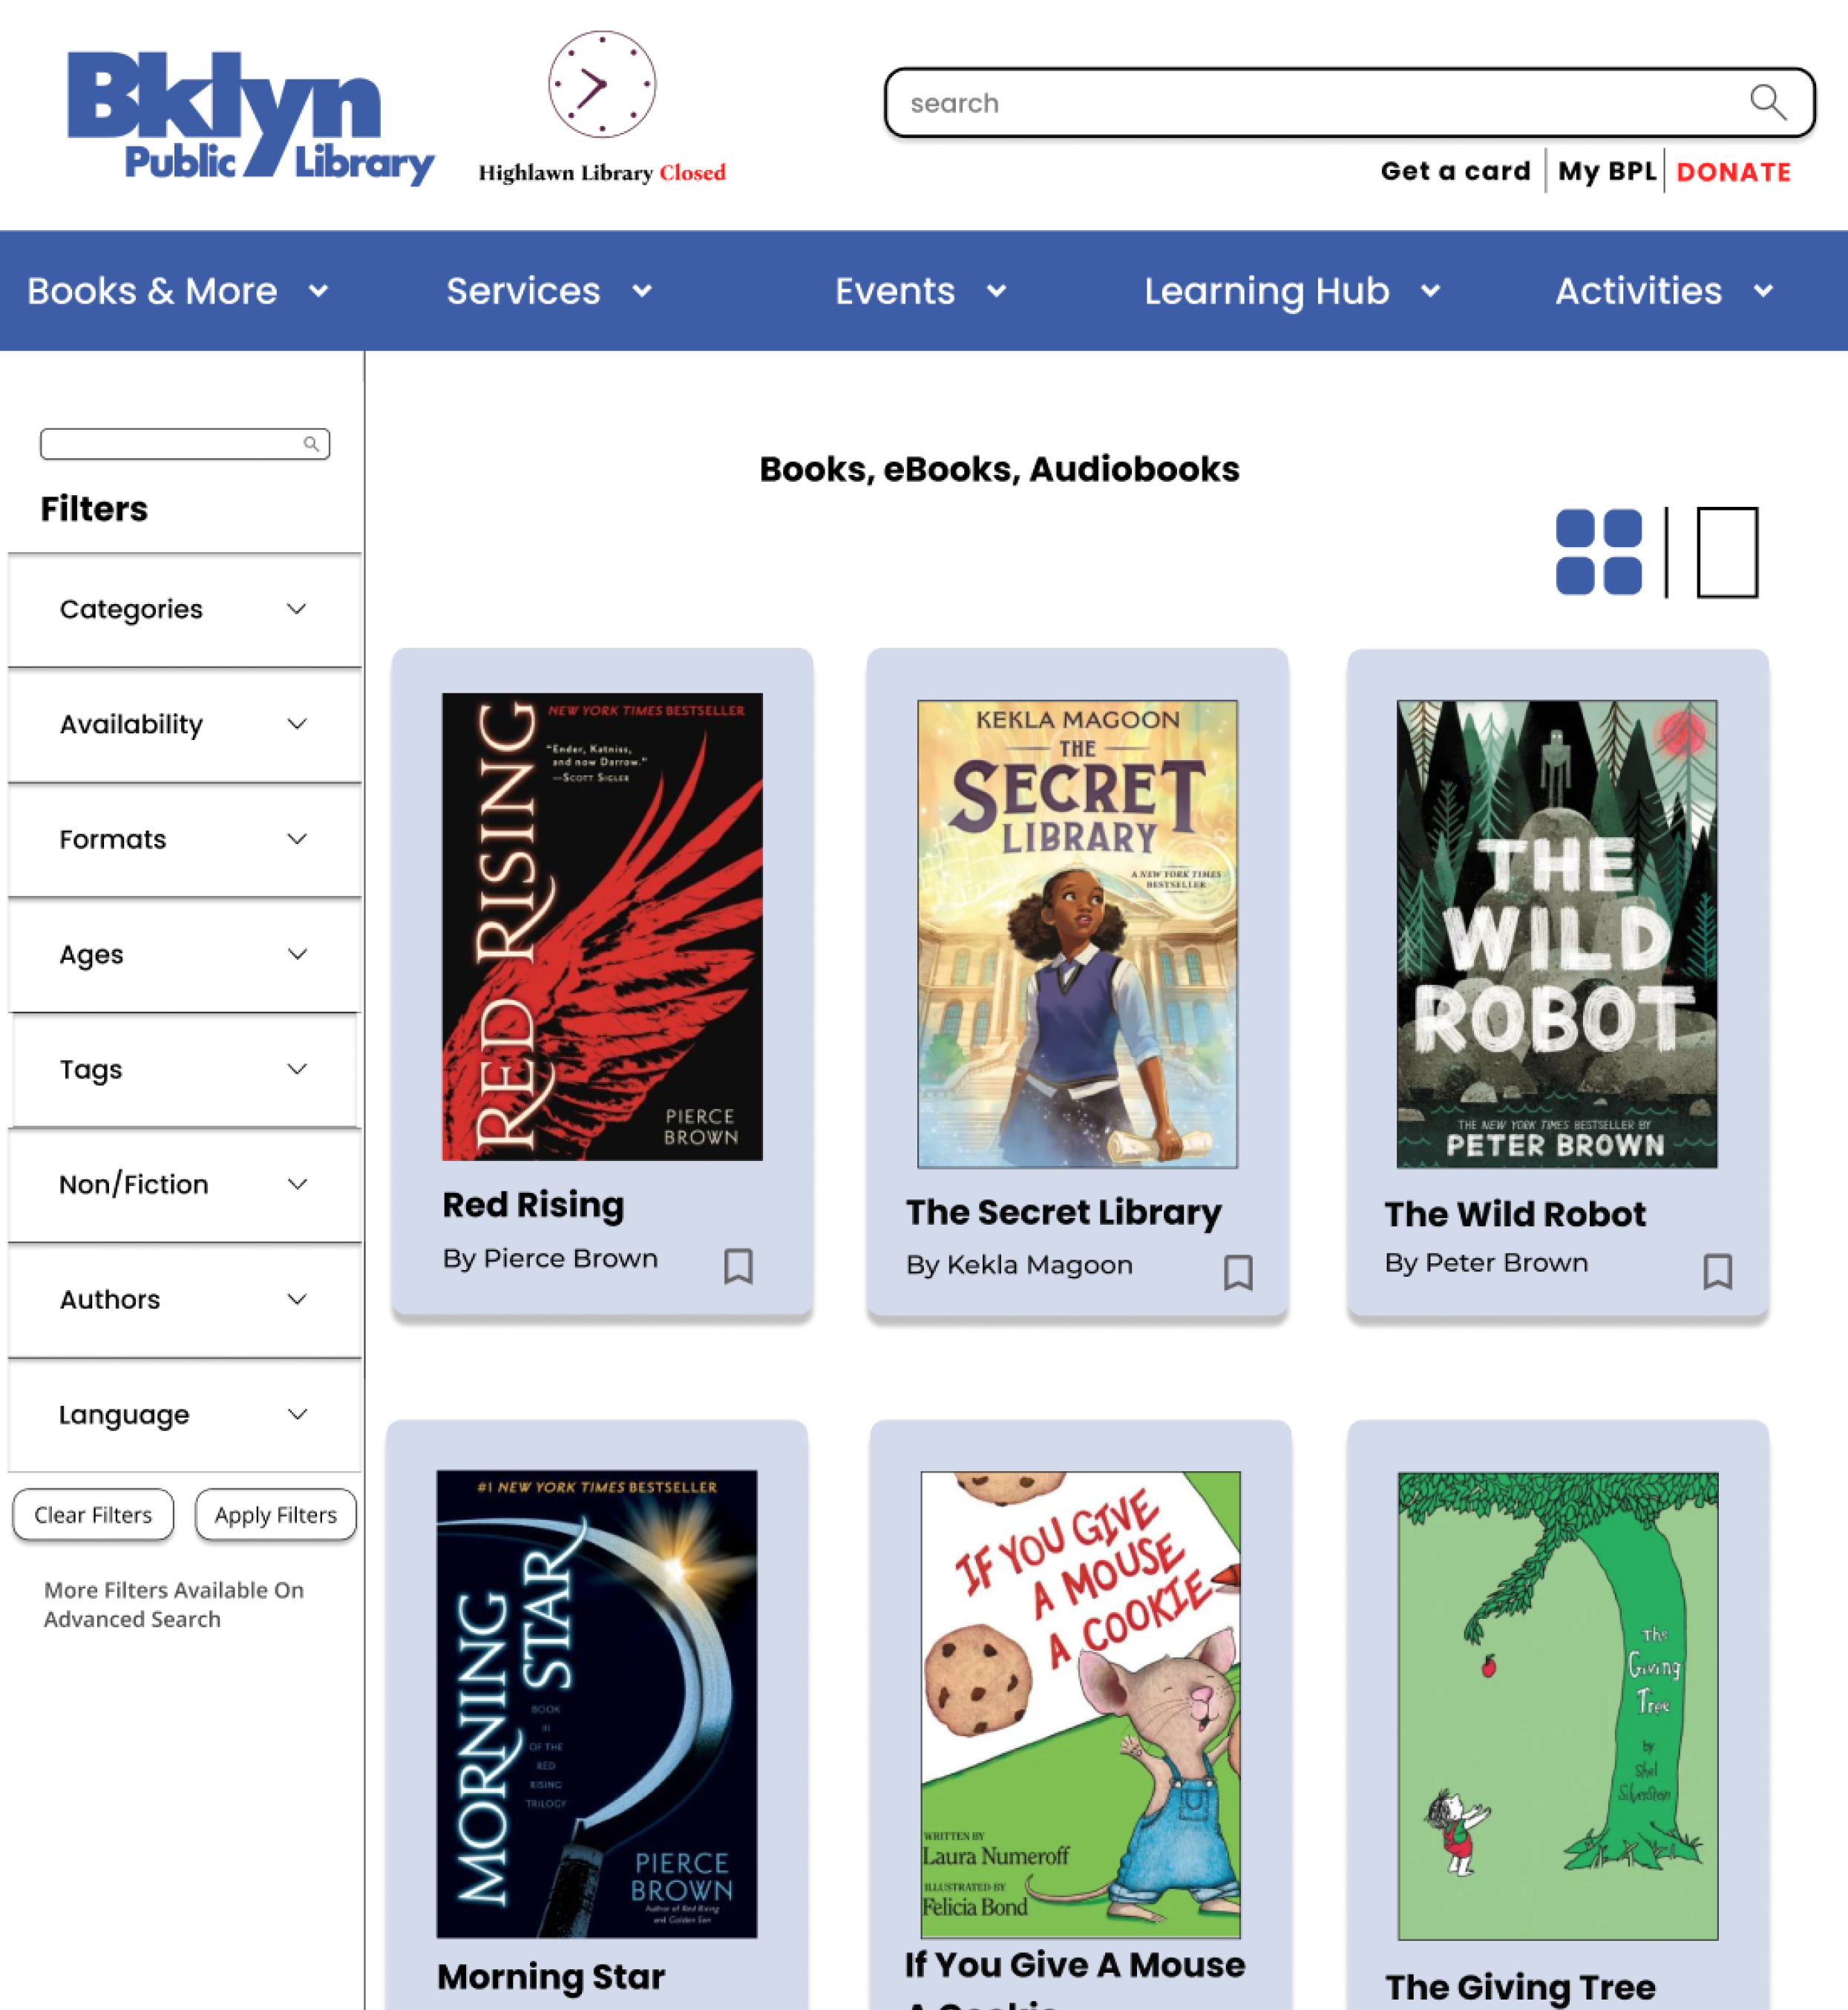 Bklyn
Public Library
Highlawn Library Closed
search
Get a card
My BPL
DONATE
Books & More
Services
Events
Learning Hub
Activities
Filters
Categories
Availability
Formats
Ages
Tags
Non/Fiction
Authors
Language
Clear Filters
Apply Filters
More Filters Available On
Advanced Search
Books, eBooks, Audiobooks
NEW YORK TIMES BESTSELLER
"Ender, Katniss,
and now Darrow."
—SCOTT SIGLER
RED RISING
PIERCE
BROWN
Red Rising
By Pierce Brown
KEKLA MAGOON
THE
SECRET
LIBRARY
A NEW YORK TIMES
BESTSELLER
The Secret Library
By Kekla Magoon
THE
WILD
ROBOT
THE NEW YORK TIMES BESTSELLER BY
PETER BROWN
The Wild Robot
By Peter Brown
#1 NEW YORK TIMES BESTSELLER
MORNING
STAR
BOOK
III
OF THE
RED
RISING
TRILOGY
PIERCE
BROWN
Author of Red Rising
and Golden Son
Morning Star
IF YOU GIVE
A MOUSE
A COOKIE
WRITTEN BY
Laura Numeroff
ILLUSTRATED BY
Felicia Bond
If You Give A Mouse
A Cookie
The
Giving
Tree
by
Shel
Silverstein
The Giving Tree